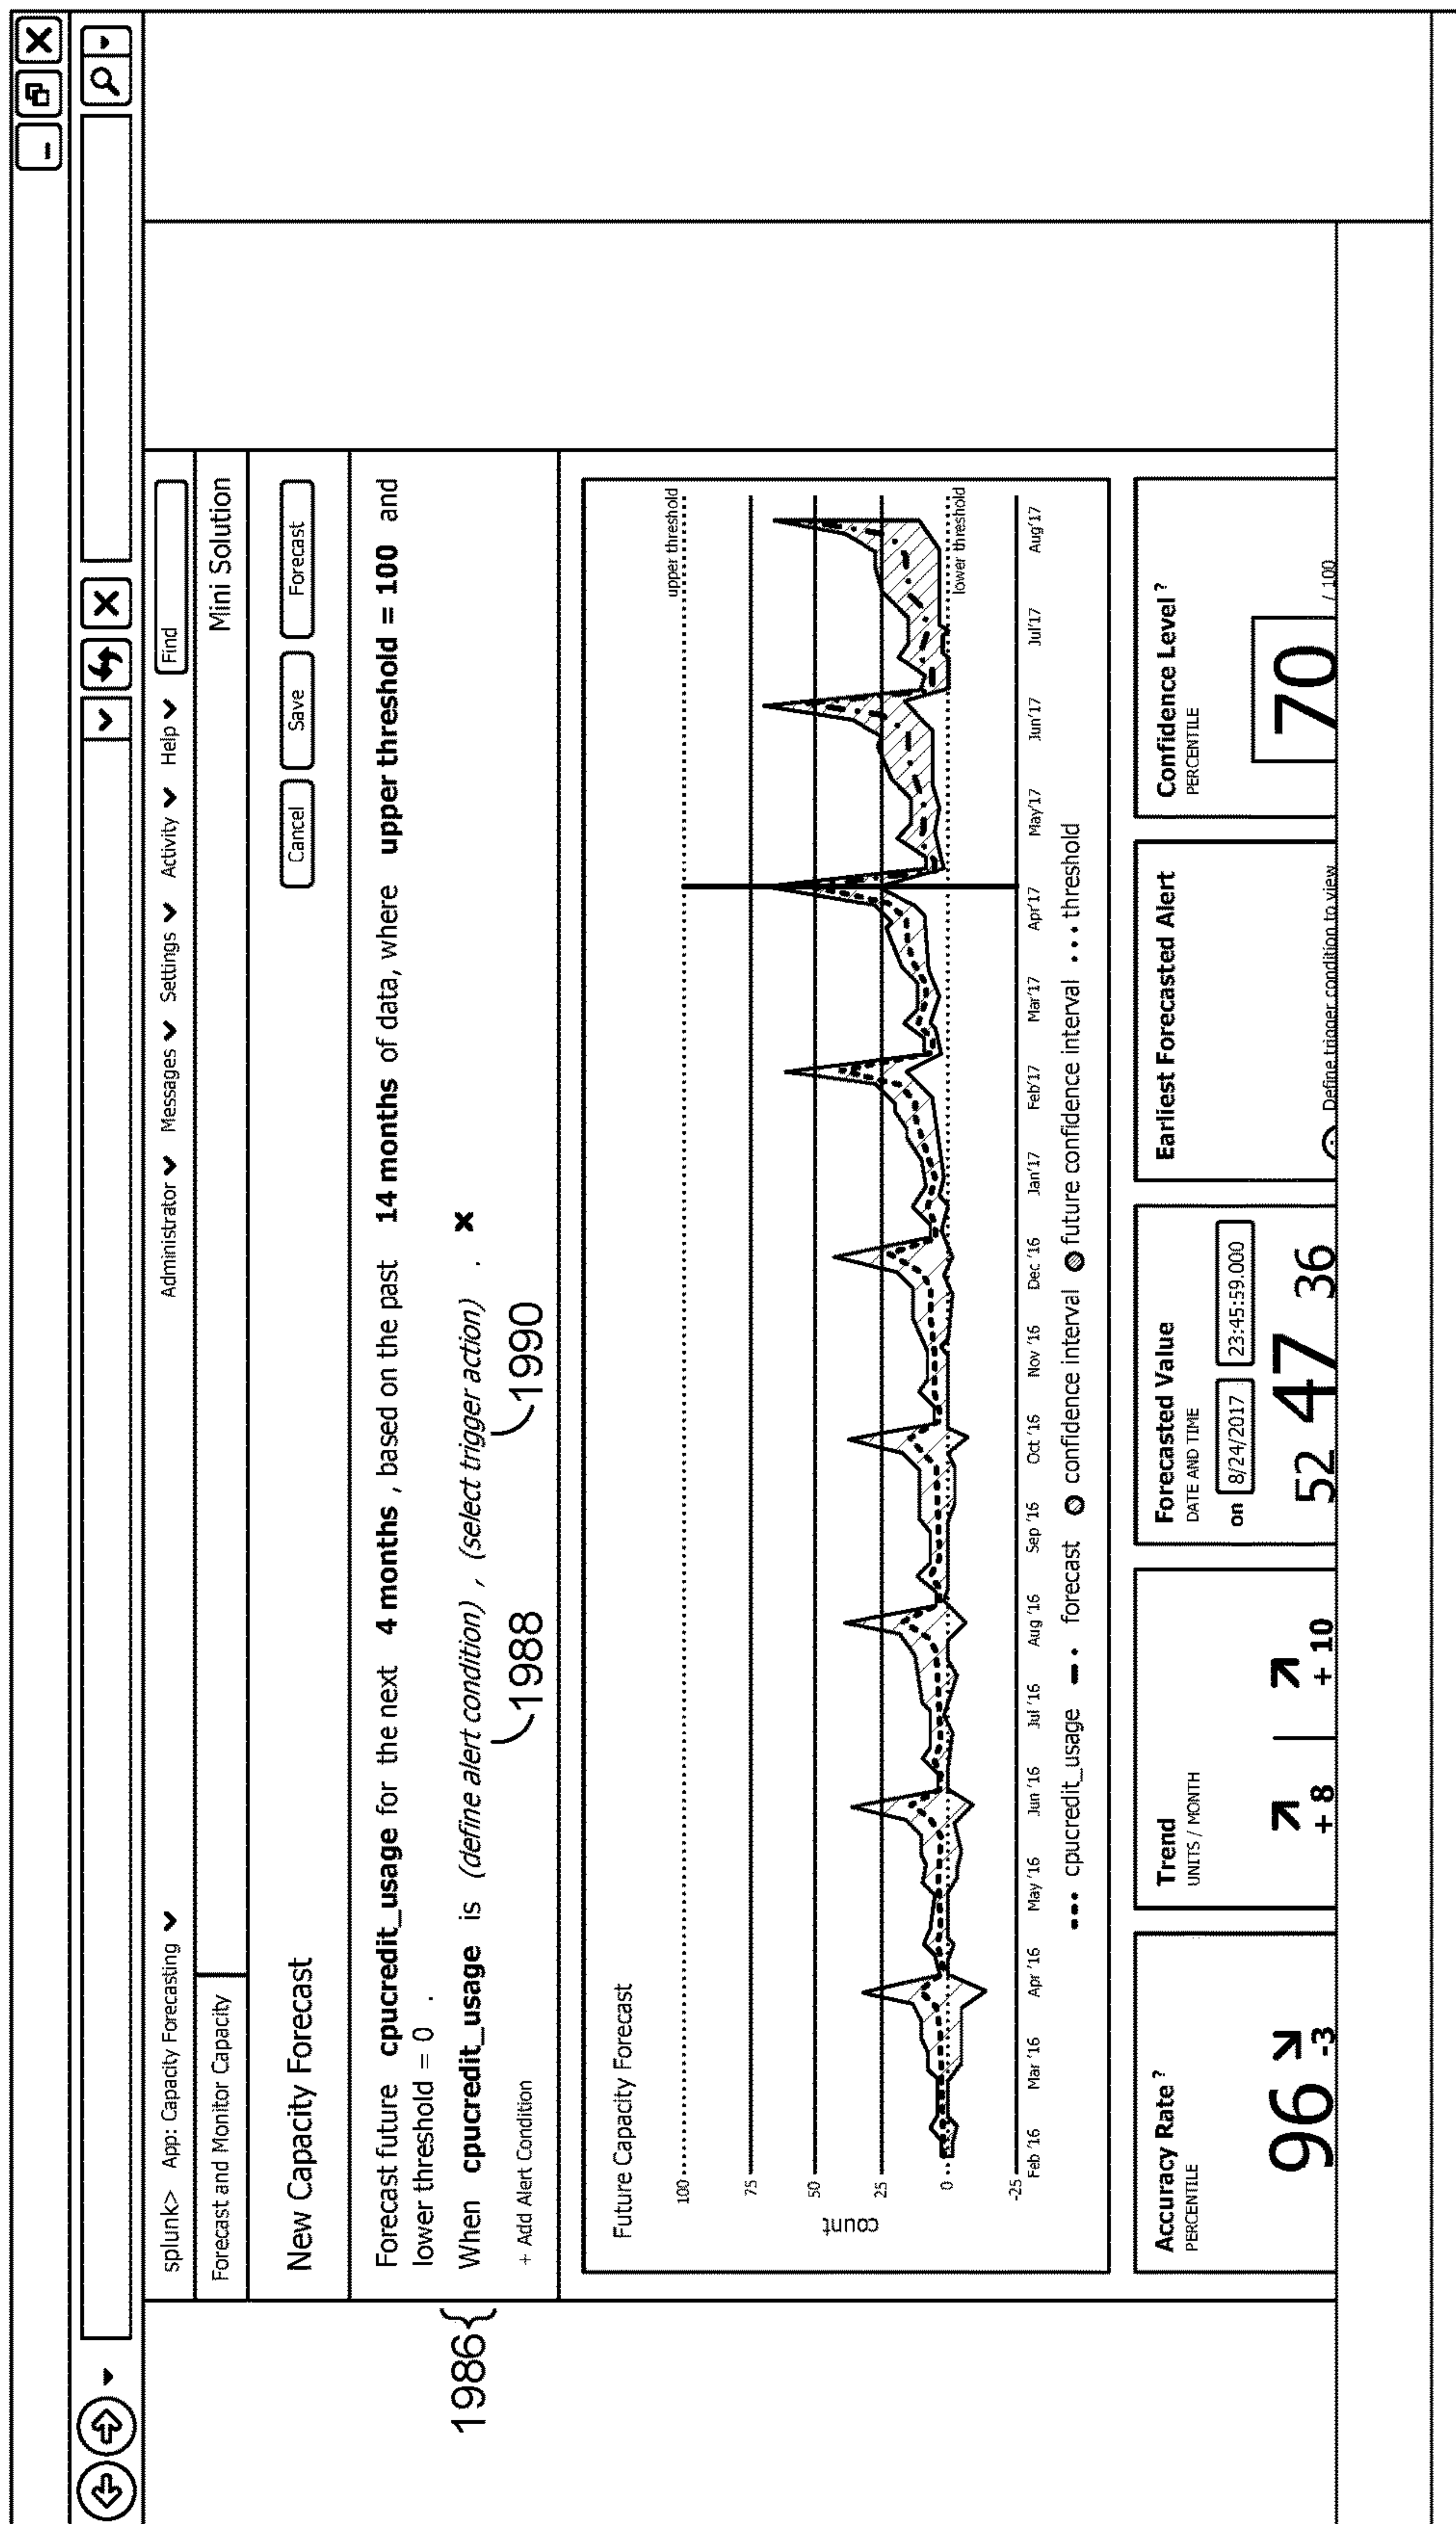 splunk> App: Capacity Forecasting Administrator Messages Settings Activity Help Find
Forecast and Monitor Capacity Mini Solution
New Capacity Forecast Cancel Save Forecast
Forecast future cpucredit_usage for the next 4 months , based on the past 14 months of data, where upper threshold = 100 and
lower threshold = 0 .
1986 When cpucredit_usage is (define alert condition) , (select trigger action) . x
1988 1990
+ Add Alert Condition
Future Capacity Forecast
upper threshold
100
75
50
25
0
-25
count
lower threshold
Feb '16 Mar '16 Apr '16 May '16 Jun '16 Jul '16 Aug '16 Sep '16 Oct '16 Nov '16 Dec '16 Jan'17 Feb'17 Mar'17 Apr'17 May'17 Jun'17 Jul'17 Aug'17
cpucredit_usage forecast confidence interval future confidence interval threshold
Accuracy Rate ?
PERCENTILE
96 -3
Trend
UNITS / MONTH
+ 8 + 10
Forecasted Value
DATE AND TIME
on 8/24/2017 23:45:59.000
52 47 36
Earliest Forecasted Alert
Define trigger condition to view
Confidence Level ?
PERCENTILE
70 / 100